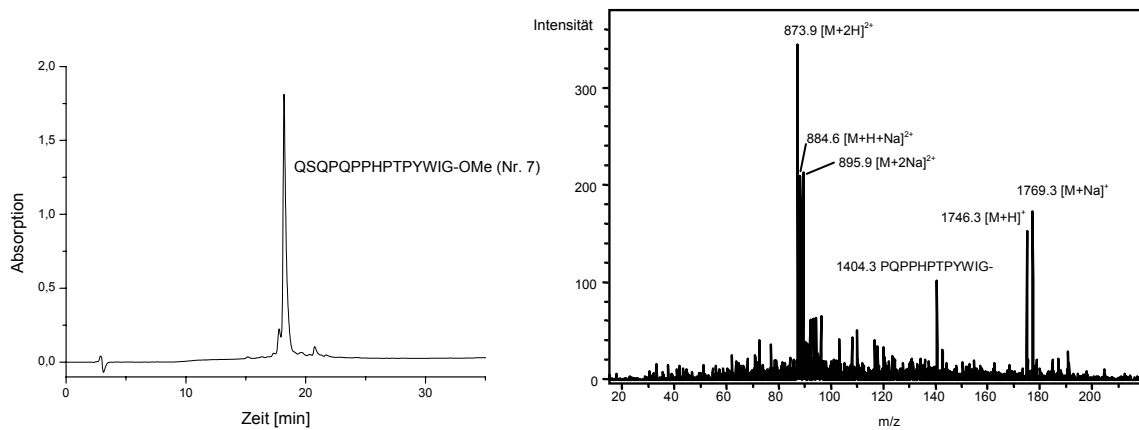 Absorption
2,0
1,5
1,0
0,5
0,0
0
10
20
30
Zeit [min]
QSQPQPPHPTPYWIG-OMe (Nr. 7)
Intensität
300
200
100
0
873.9 [M+2H]2+
884.6 [M+H+Na]2+
895.9 [M+2Na]2+
1769.3 [M+Na]+
1746.3 [M+H]+
1404.3 PQPPHPTPYWIG-
20
60
80
100
120
140
160
180
m/z